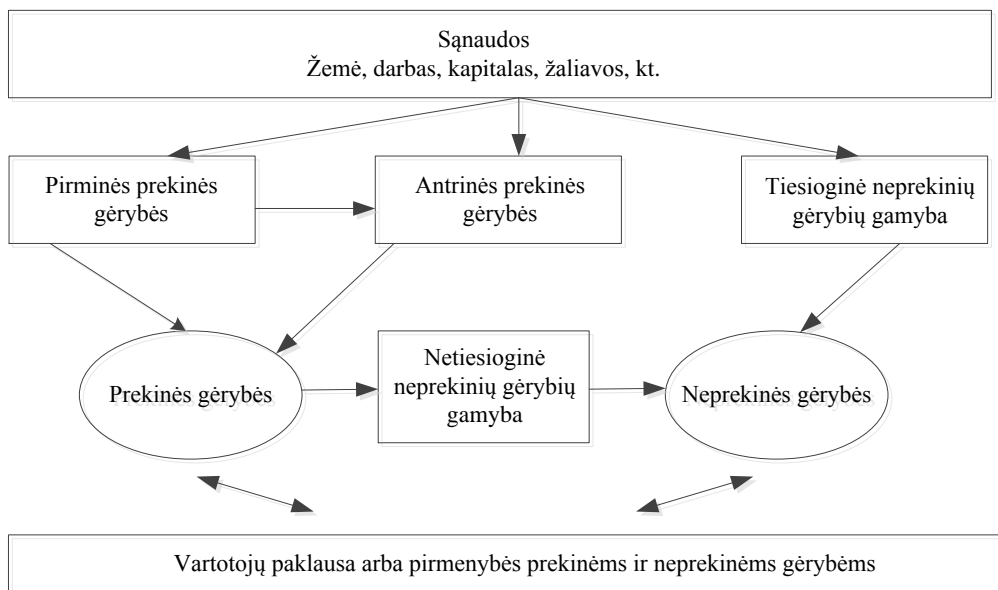 Sąnaudos
Žemė, darbas, kapitalas, žaliavos, kt.
Pirminės prekinės
gėrybės
Antrinės prekinės
gėrybės
Tiesioginė neprekinių
gėrybių gamyba
Prekinės gėrybės
Netiesioginė
neprekinių gėrybių
gamyba
Neprekinės gėrybės
Vartotojų paklausa arba pirmenybės prekinėms ir neprekinėms gėrybėms